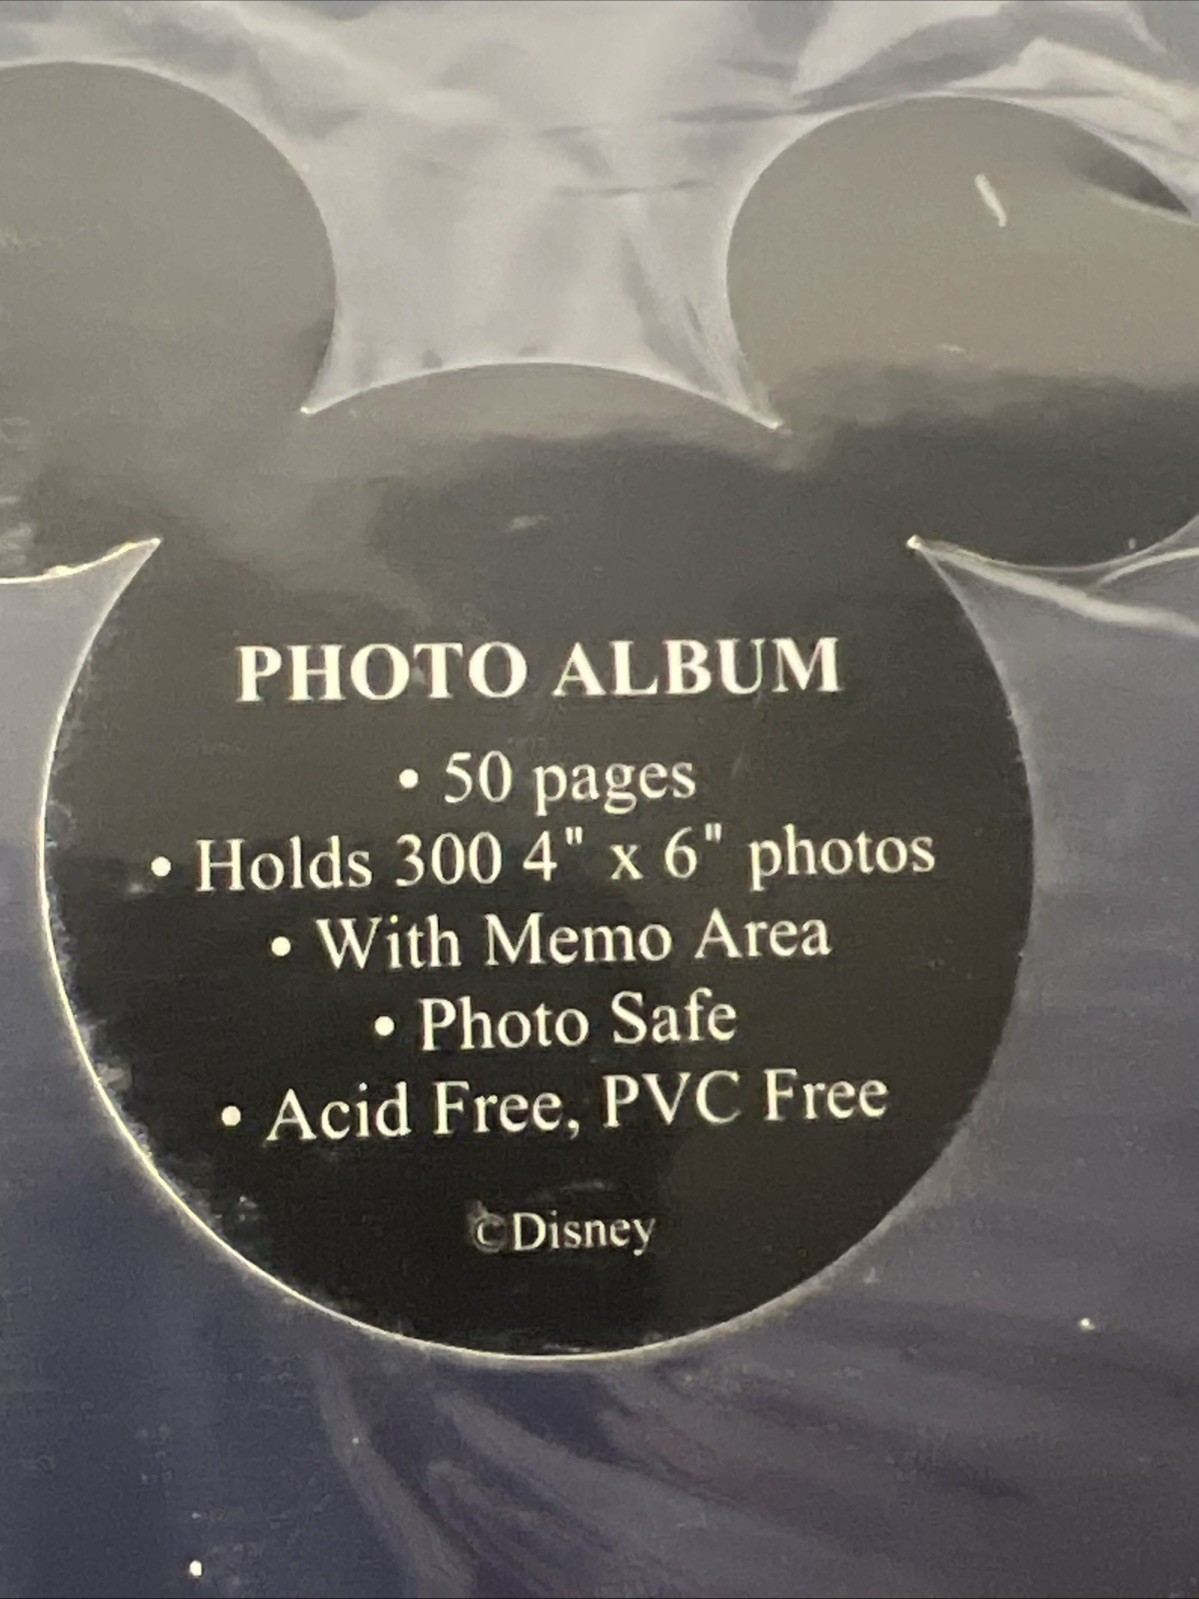 PHOTO ALBUM
• 50 pages
• Holds 300 4" x 6" photos
• With Memo Area
• Photo Safe
• Acid Free, PVC Free
©Disney